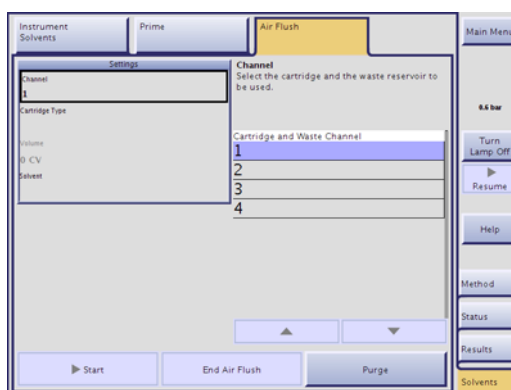 Instrument
Solvents
Prime
Air Flush
Main Menu
Settings
Channel
1
Cartridge Type
Volume
0 CV
Solvent
Channel
Select the cartridge and the waste reservoir to
be used.
Cartridge and Waste Channel
1
2
3
4
0.6 bar
Turn
Lamp Off
Resume
Help
Method
Status
Results
Solvents
Start
End Air Flush
Purge